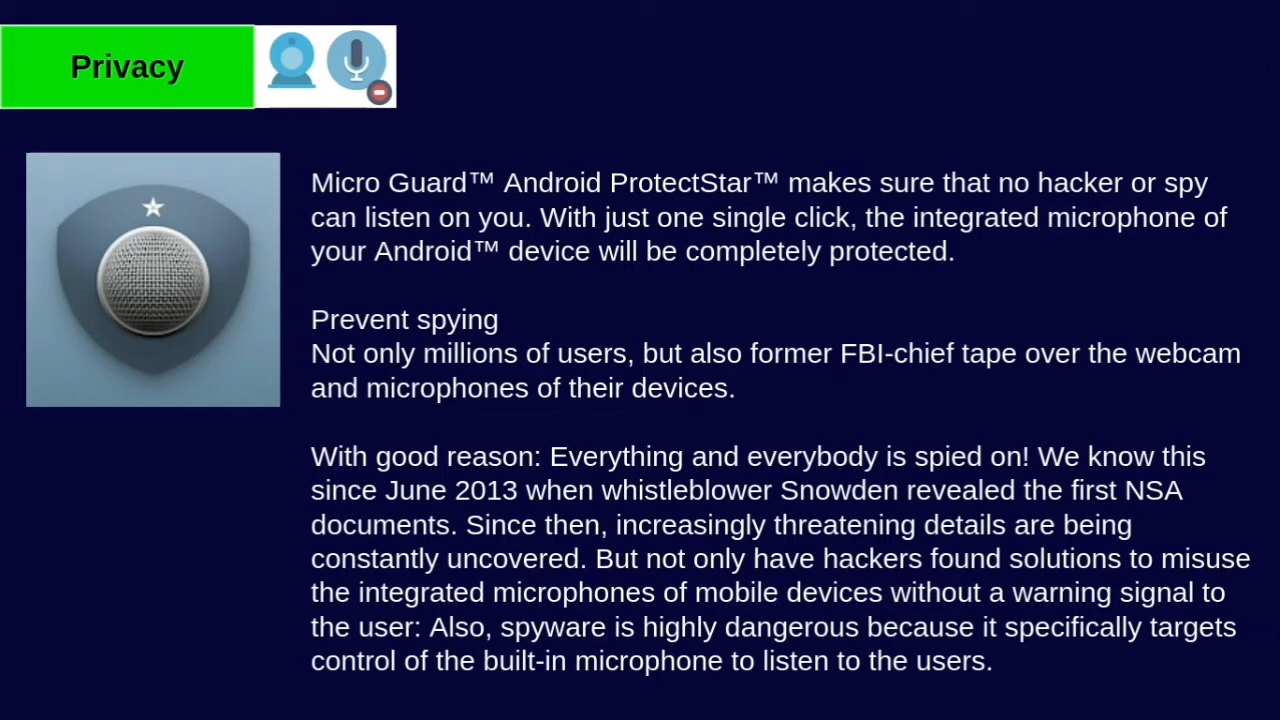 Privacy
Micro Guard™ Android ProtectStar™ makes sure that no hacker or spy
can listen on you. With just one single click, the integrated microphone of
your Android™ device will be completely protected.
Prevent spying
Not only millions of users, but also former FBI-chief tape over the webcam
and microphones of their devices.
With good reason: Everything and everybody is spied on! We know this
since June 2013 when whistleblower Snowden revealed the first NSA
documents. Since then, increasingly threatening details are being
constantly uncovered. But not only have hackers found solutions to misuse
the integrated microphones of mobile devices without a warning signal to
the user: Also, spyware is highly dangerous because it specifically targets
control of the built-in microphone to listen to the users.